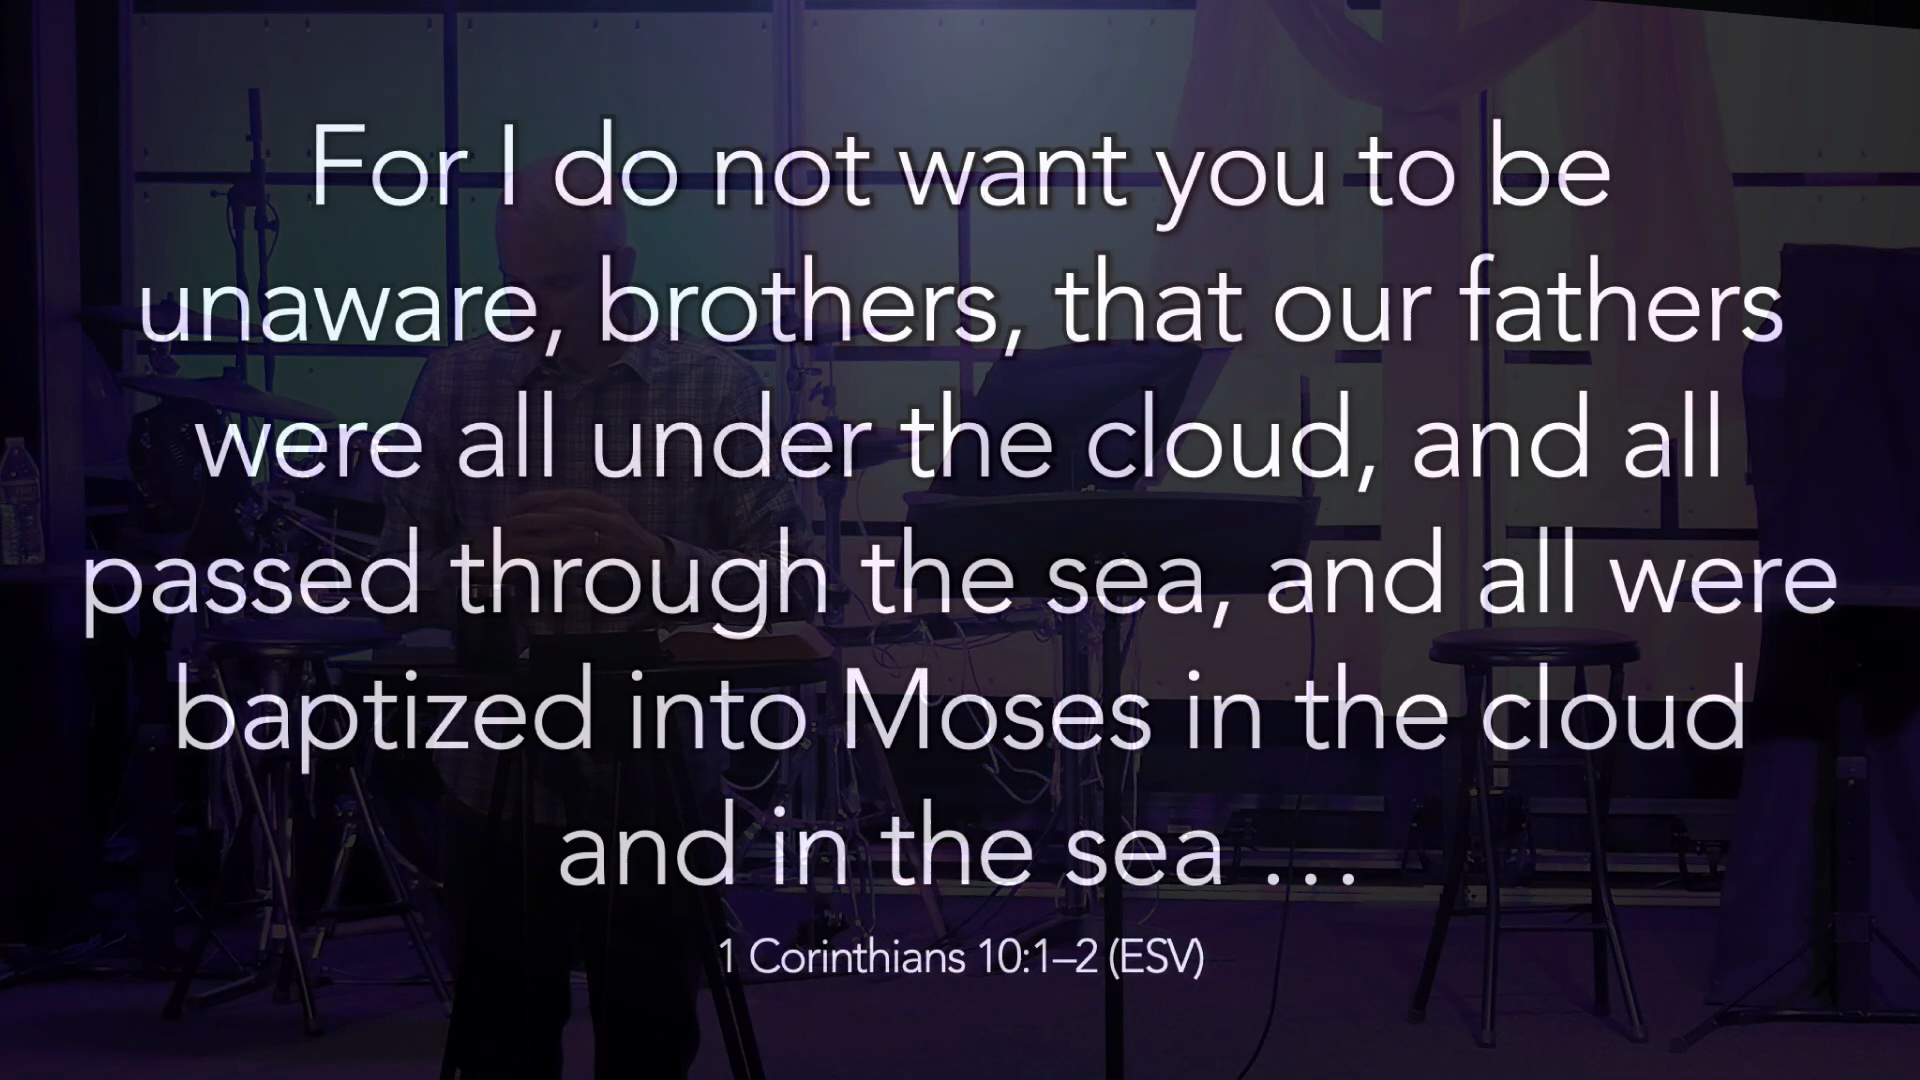 For I do not want you to be
unaware, brothers, that our fathers
were all under the cloud, and all
passed through the sea, and all were
baptized into Moses in the cloud
and in the sea …
1 Corinthians 10:1–2 (ESV)